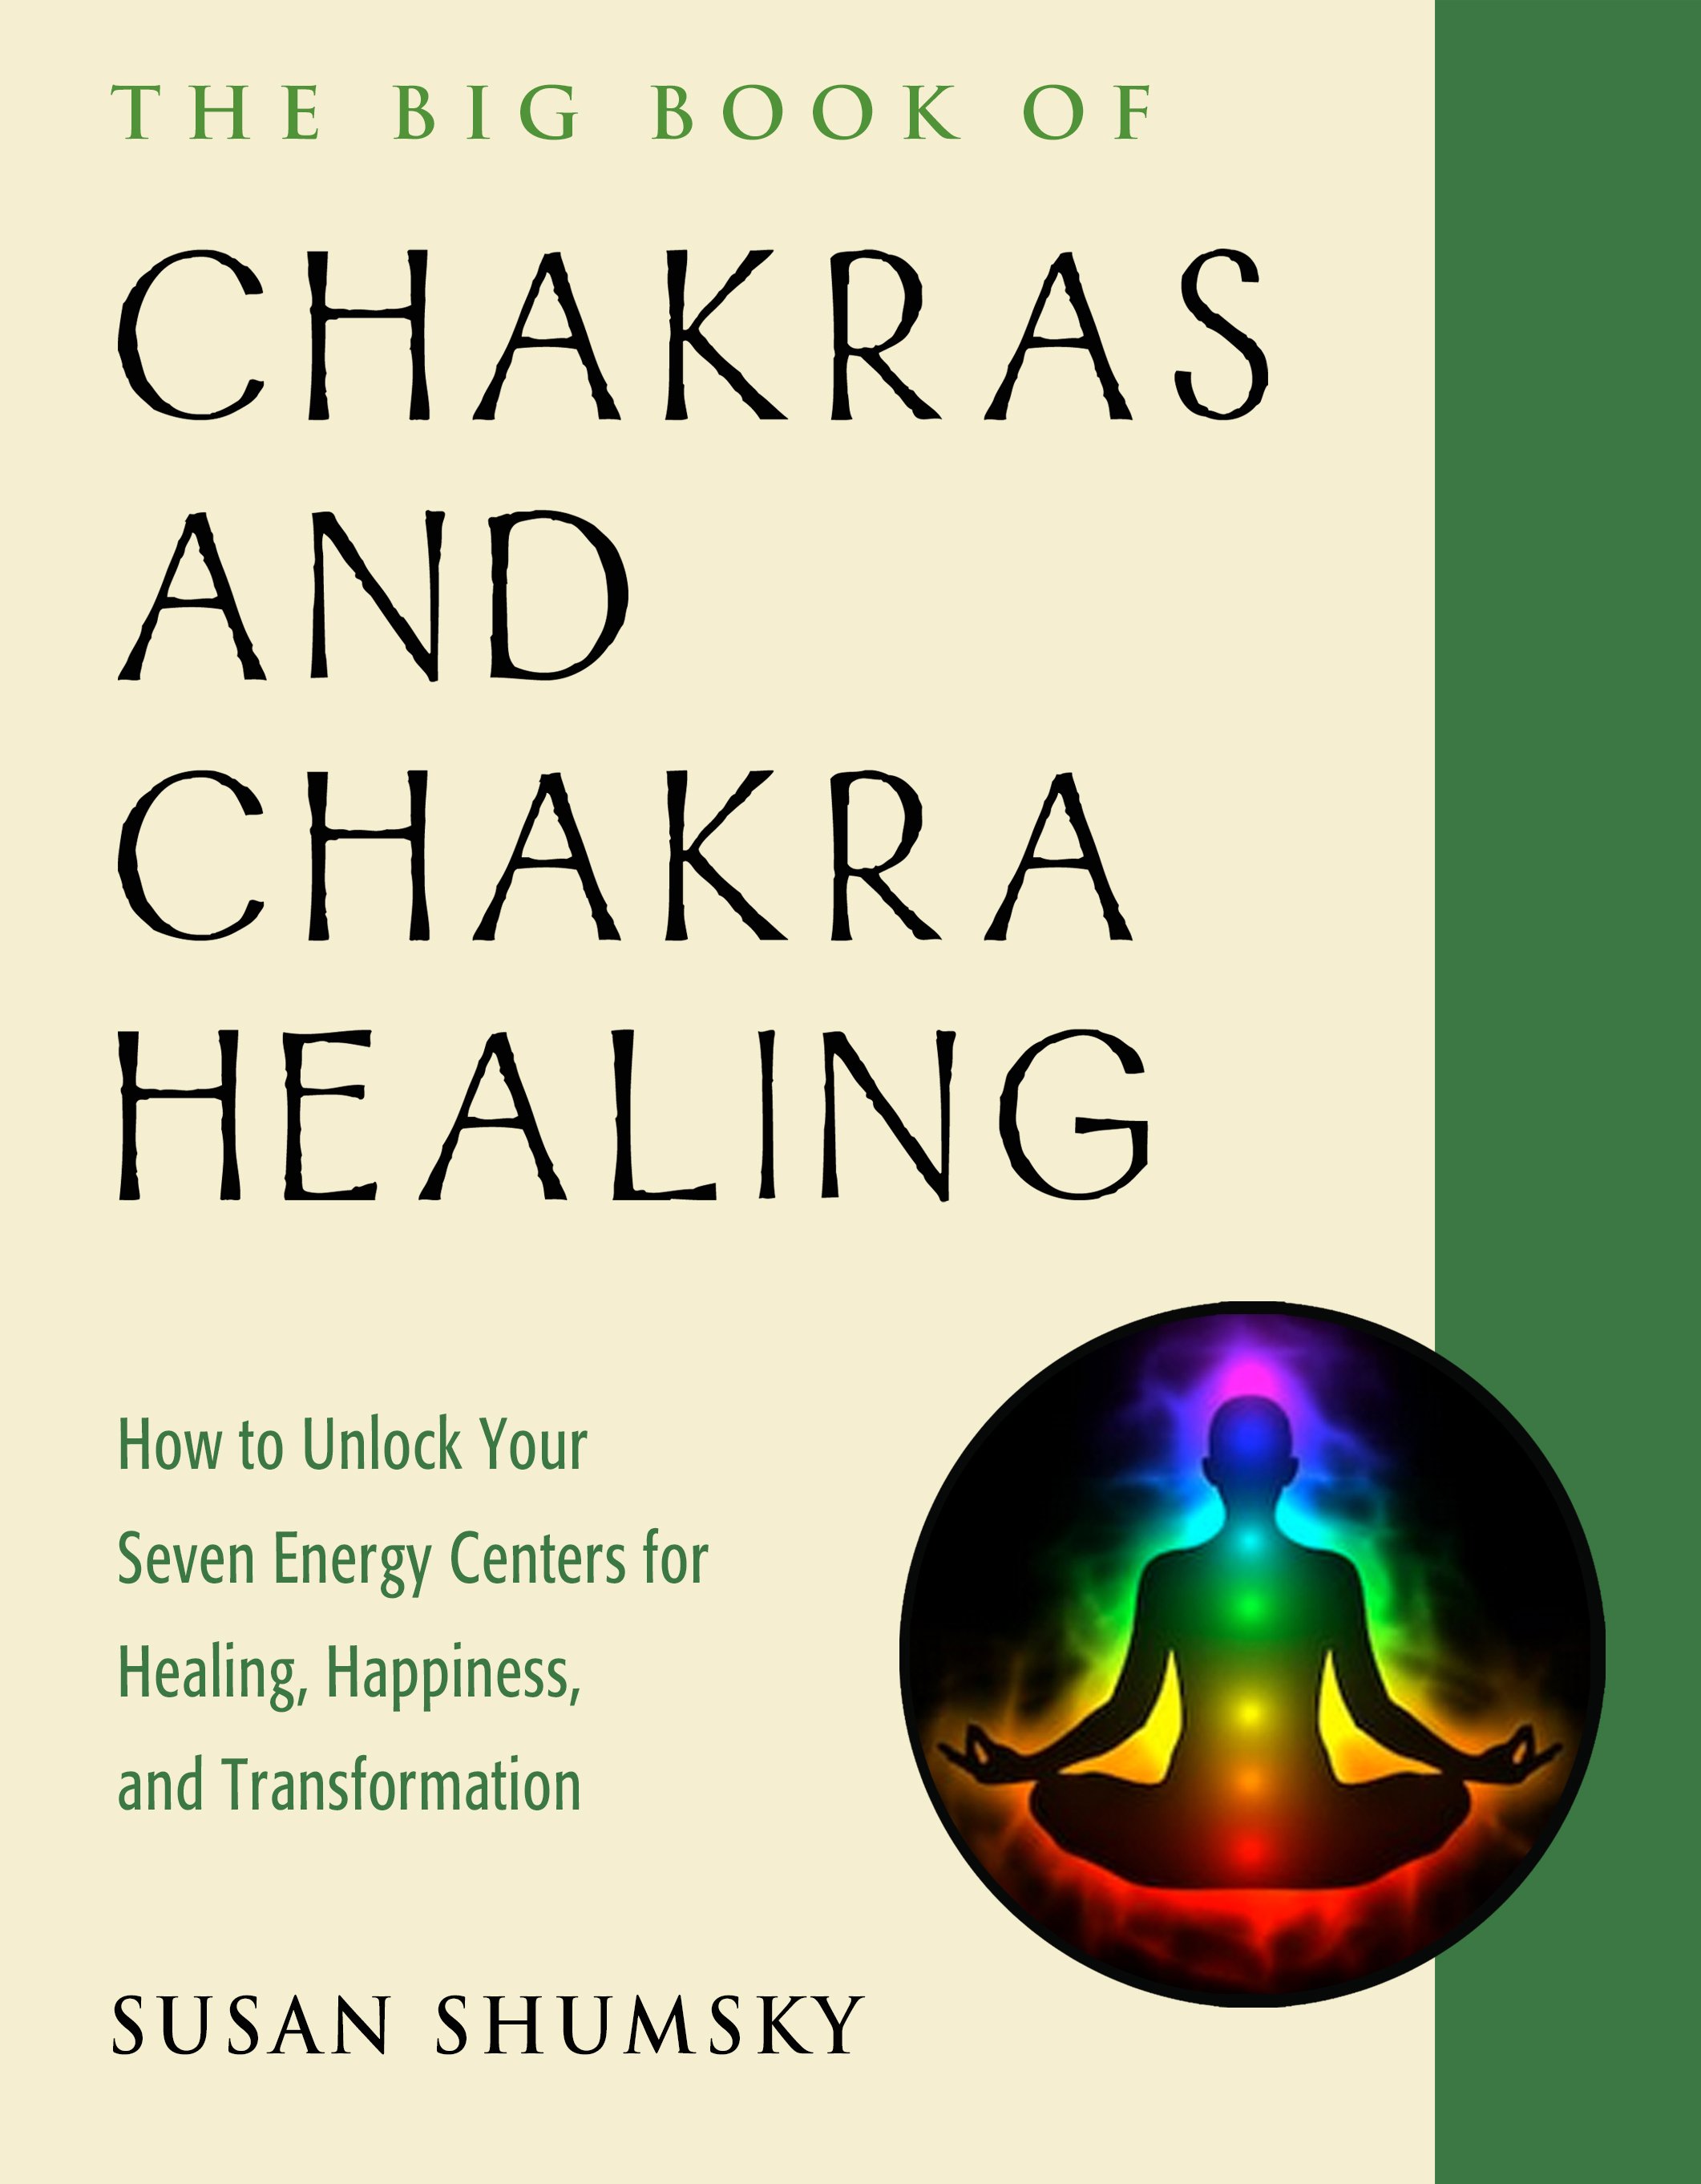 THE BIG BOOK OF
CHAKRAS
AND
CHAKRA
HEALING
How to Unlock Your
Seven Energy Centers for
Healing, Happiness,
and Transformation
SUSAN SHUMSKY